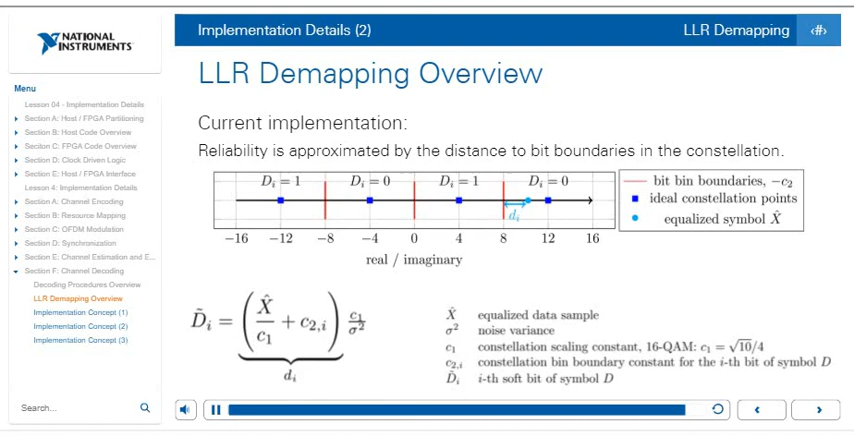 NATIONAL
INSTRUMENTS
Implementation Details (2)
LLR Demapping
‹#›
Menu
Lesson 04 - Implementation Details
Section A: Host / FPGA Partitioning
Section B: Host Code Overview
Section C: FPGA Code Overview
Section D: Clock Driven Logic
Section E: Host / FPGA Interface
Lesson 4: Implementation Details
Section A: Channel Encoding
Section B: Resource Mapping
Section C: OFDM Modulation
Section D: Synchronization
Section E: Channel Estimation and E...
Section F: Channel Decoding
Decoding Procedures Overview
LLR Demapping Overview
Implementation Concept (1)
Implementation Concept (2)
Implementation Concept (3)
Search...
LLR Demapping Overview
Current implementation:
Reliability is approximated by the distance to bit boundaries in the constellation.
D_i = 1 D_i = 0 D_i = 1 D_i = 0
d_i
−16 −12 −8 −4 0 4 8 12 16
real / imaginary
bit bin boundaries, −c_2
ideal constellation points
equalized symbol X̂
D̃_i = (X̂/c_1 + c_{2,i}) c_1/σ²
d_i
X̂ equalized data sample
σ² noise variance
c_1 constellation scaling constant, 16-QAM: c_1 = √10/4
c_{2,i} constellation bin boundary constant for the i-th bit of symbol D
D̃_i i-th soft bit of symbol D